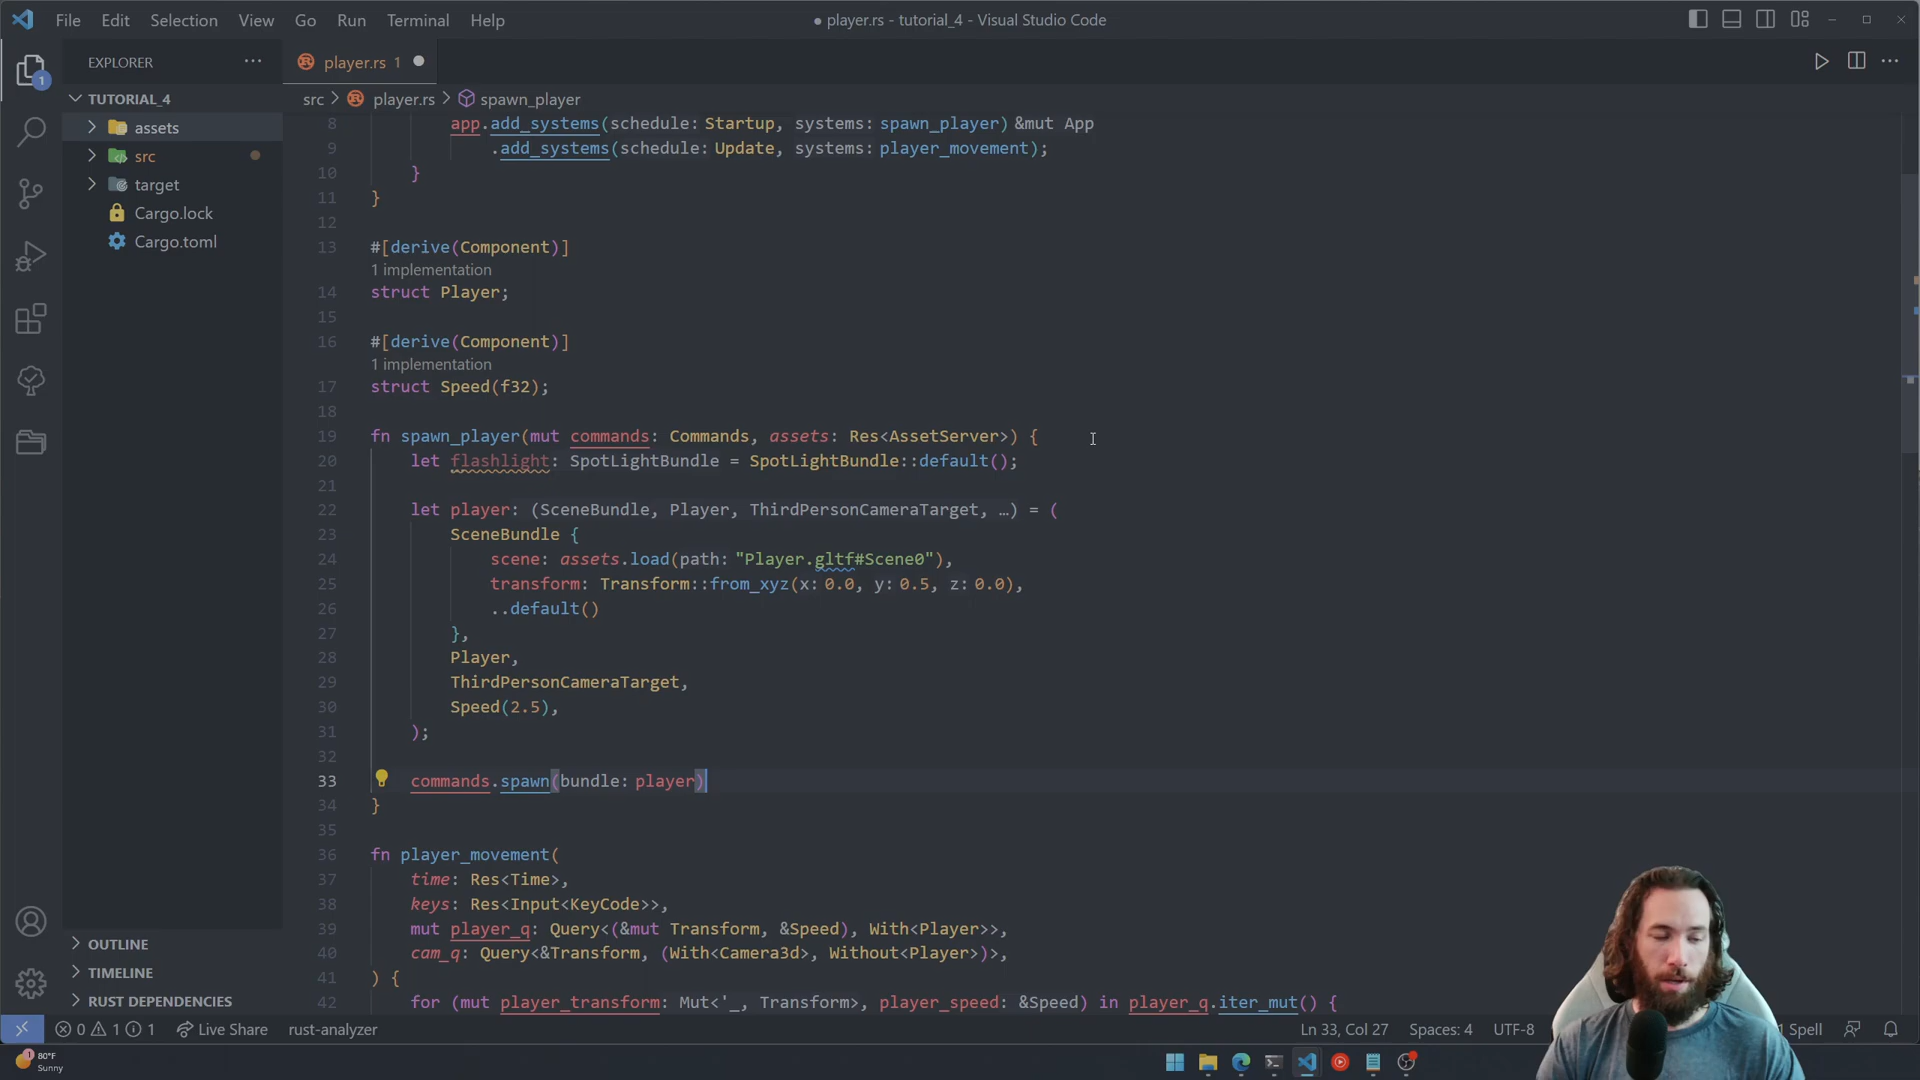 File Edit Selection View Go Run Terminal Help
● player.rs - tutorial_4 - Visual Studio Code
EXPLORER
player.rs 1
TUTORIAL_4
src > player.rs > spawn_player
assets
src
target
Cargo.lock
Cargo.toml
1
8 app.add_systems(schedule: Startup, systems: spawn_player) &mut App
9 .add_systems(schedule: Update, systems: player_movement);
10 }
11 }
12
13 #[derive(Component)]
1 implementation
14 struct Player;
15
16 #[derive(Component)]
1 implementation
17 struct Speed(f32);
18
19 fn spawn_player(mut commands: Commands, assets: Res<AssetServer>) {
20 let flashlight: SpotLightBundle = SpotLightBundle::default();
21
22 let player: (SceneBundle, Player, ThirdPersonCameraTarget, …) = (
23 SceneBundle {
24 scene: assets.load(path: "Player.gltf#Scene0"),
25 transform: Transform::from_xyz(x: 0.0, y: 0.5, z: 0.0),
26 ..default()
27 },
28 Player,
29 ThirdPersonCameraTarget,
30 Speed(2.5),
31 );
32
33 commands.spawn(bundle: player)
34 }
35
36 fn player_movement(
37 time: Res<Time>,
38 keys: Res<Input<KeyCode>>,
39 mut player_q: Query<(&mut Transform, &Speed), With<Player>>,
40 cam_q: Query<&Transform, (With<Camera3d>, Without<Player>)>,
41 ) {
42 for (mut player_transform: Mut<'_, Transform>, player_speed: &Speed) in player_q.iter_mut() {
OUTLINE
TIMELINE
RUST DEPENDENCIES
0 1 1 Live Share rust-analyzer
Ln 33, Col 27 Spaces: 4 UTF-8
1 Spell
1
80°F
Sunny